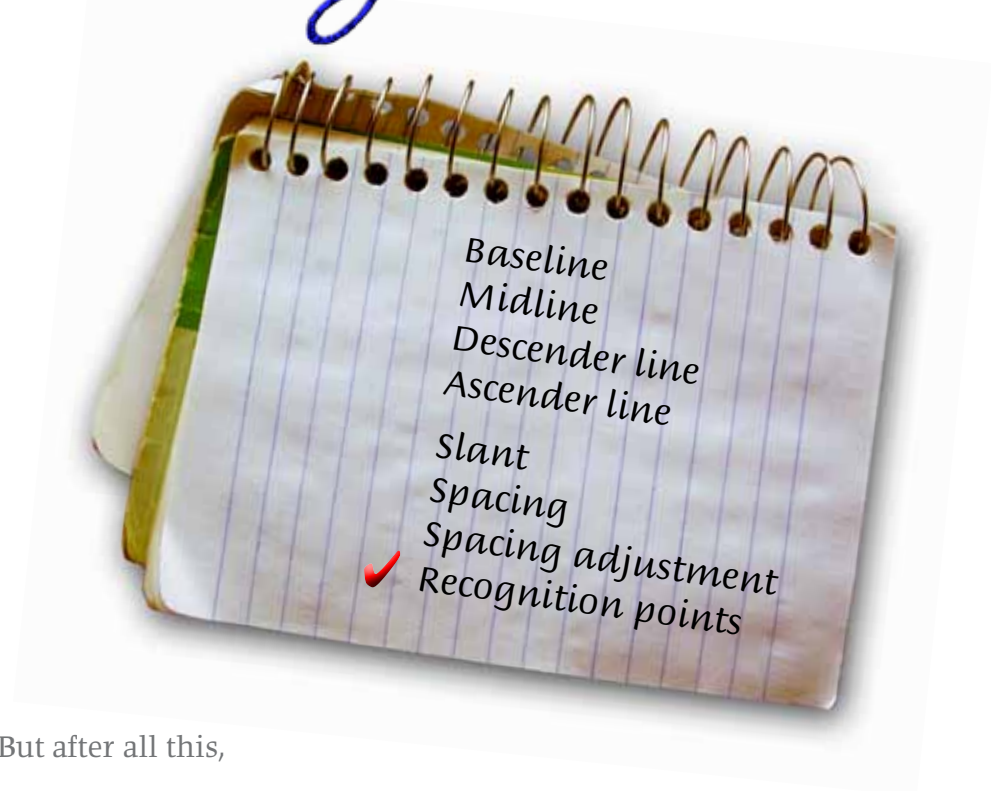 Baseline
Midline
Descender line
Ascender line
Slant
Spacing
Spacing adjustment
Recognition points
But after all this,